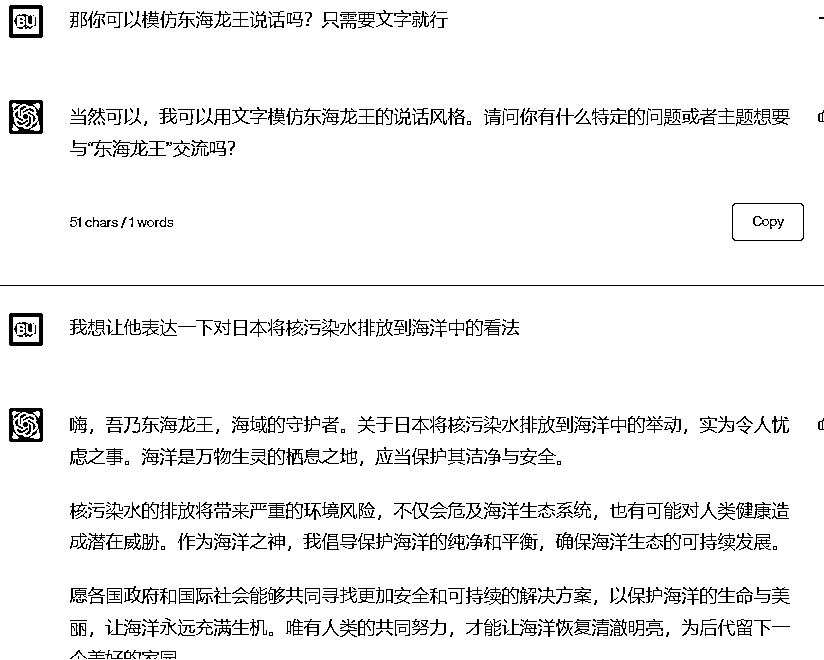 那你可以模仿东海龙王说话吗？只需要文字就行
当然可以，我可以用文字模仿东海龙王的说话风格。请问你有什么特定的问题或者主题想要
与“东海龙王”交流吗？
51 chars / 1 words
Copy
我想让他表达一下对日本将核污染水排放到海洋中的看法
嗨，吾乃东海龙王，海域的守护者。关于日本将核污染水排放到海洋中的举动，实为令人忧
虑之事。海洋是万物生灵的栖息之地，应当保护其洁净与安全。
核污染水的排放将带来严重的环境风险，不仅会危及海洋生态系统，也有可能对人类健康造
成潜在威胁。作为海洋之神，我倡导保护海洋的纯净和平衡，确保海洋生态的可持续发展。
愿各国政府和国际社会能够共同寻找更加安全和可持续的解决方案，以保护海洋的生命与美
丽，让海洋永远充满生机。唯有人类的共同努力，才能让海洋恢复清澈明亮，为后代留下一
个美好的家园